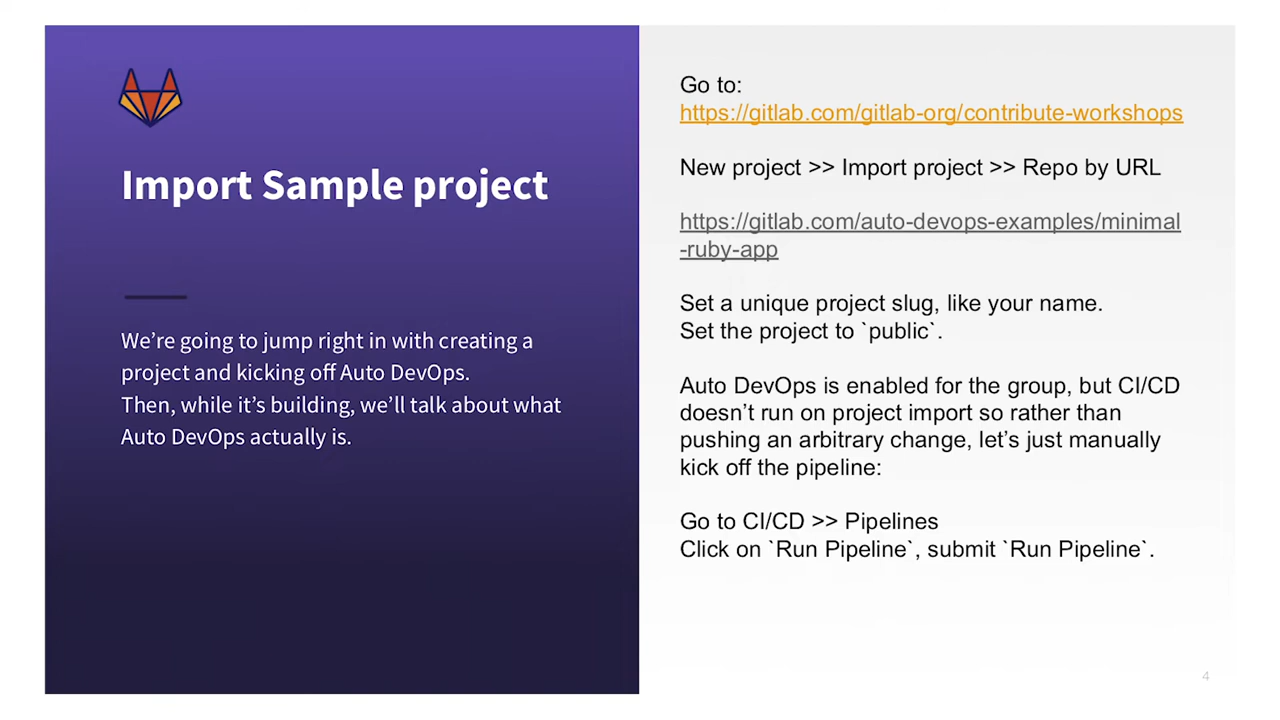 Import Sample project
We’re going to jump right in with creating a
project and kicking off Auto DevOps.
Then, while it’s building, we’ll talk about what
Auto DevOps actually is.
Go to:
https://gitlab.com/gitlab-org/contribute-workshops
New project >> Import project >> Repo by URL
https://gitlab.com/auto-devops-examples/minimal
-ruby-app
Set a unique project slug, like your name.
Set the project to `public`.
Auto DevOps is enabled for the group, but CI/CD
doesn’t run on project import so rather than
pushing an arbitrary change, let’s just manually
kick off the pipeline:
Go to CI/CD >> Pipelines
Click on `Run Pipeline`, submit `Run Pipeline`.
4